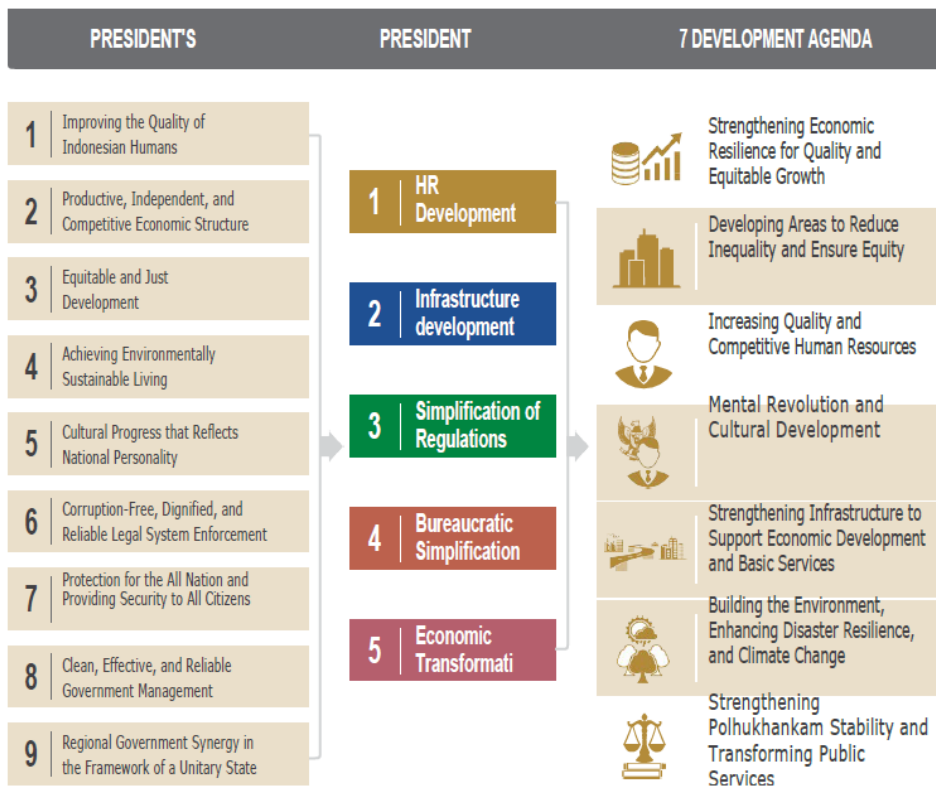 PRESIDENT'S
PRESIDENT
7 DEVELOPMENT AGENDA
1
Improving the Quality of
Indonesian Humans
2
Productive, Independent, and
Competitive Economic Structure
3
Equitable and Just
Development
4
Achieving Environmentally
Sustainable Living
5
Cultural Progress that Reflects
National Personality
6
Corruption-Free, Dignified, and
Reliable Legal System Enforcement
7
Protection for the All Nation and
Providing Security to All Citizens
8
Clean, Effective, and Reliable
Government Management
9
Regional Government Synergy in
the Framework of a Unitary State
1
HR
Development
2
Infrastructure
development
3
Simplification of
Regulations
4
Bureaucratic
Simplification
5
Economic
Transformati
Strengthening Economic
Resilience for Quality and
Equitable Growth
Developing Areas to Reduce
Inequality and Ensure Equity
Increasing Quality and
Competitive Human Resources
Mental Revolution and
Cultural Development
Strengthening Infrastructure to
Support Economic Development
and Basic Services
Building the Environment,
Enhancing Disaster Resilience,
and Climate Change
Strengthening
Polhukhankam Stability and
Transforming Public
Services